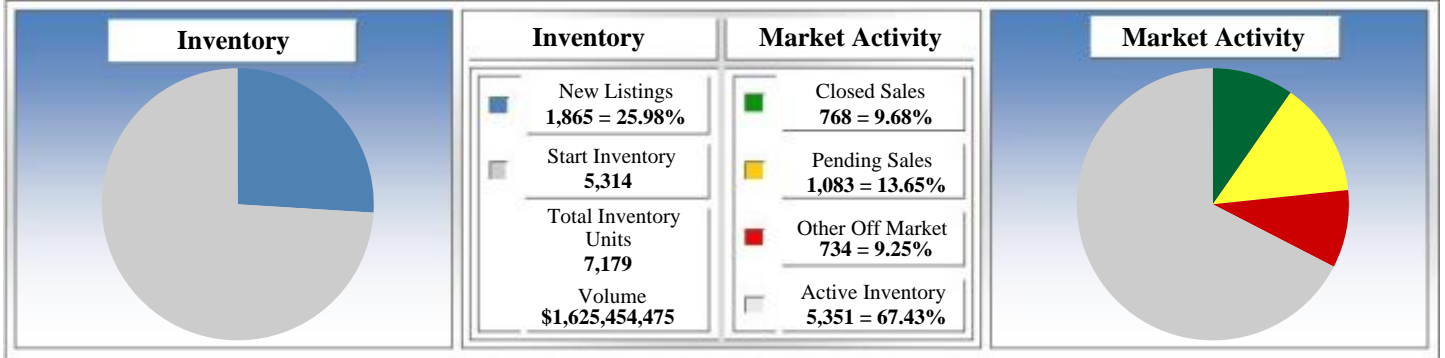 Inventory
Inventory
New Listings
1,865 = 25.98%
Start Inventory
5,314
Total Inventory
Units
7,179
Volume
$1,625,454,475
Market Activity
Closed Sales
768 = 9.68%
Pending Sales
1,083 = 13.65%
Other Off Market
734 = 9.25%
Active Inventory
5,351 = 67.43%
Market Activity